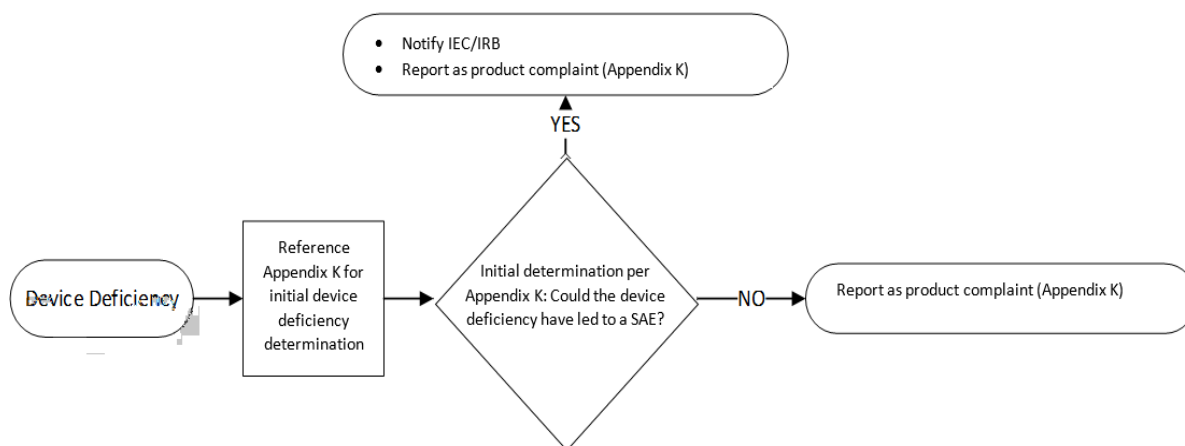 • Notify IEC/IRB
• Report as product complaint (Appendix K)
YES
Reference
Appendix K for
initial device
deficiency
determination
Initial determination per
Appendix K: Could the device
deficiency have led to a SAE?
Device Deficiency
NO
Report as product complaint (Appendix K)